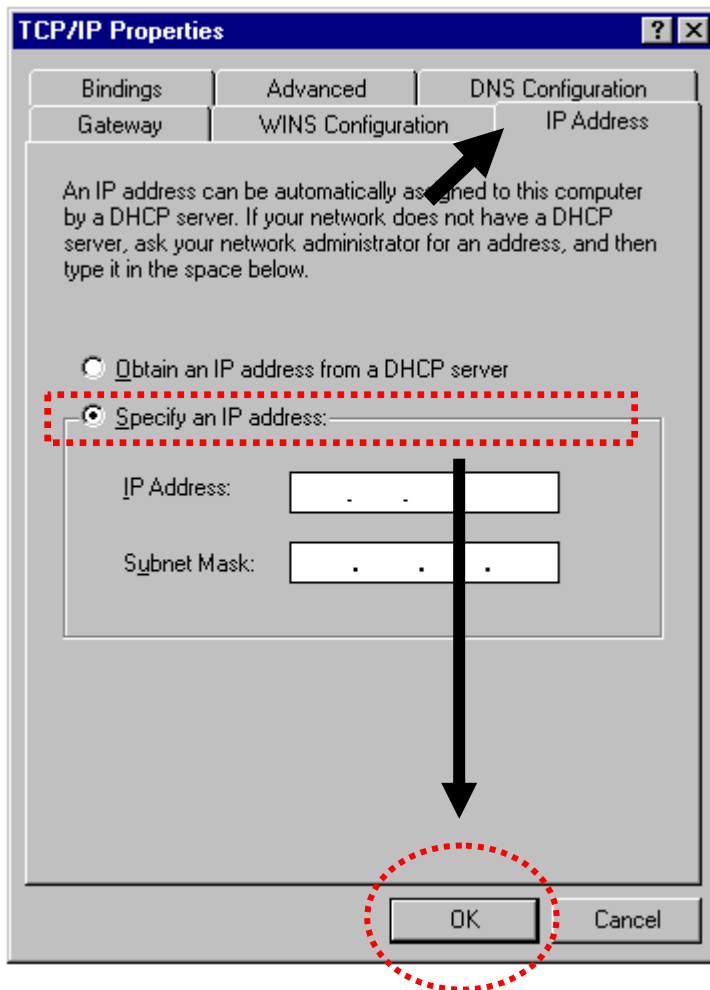 TCP/IP Properties
Bindings Advanced DNS Configuration
Gateway WINS Configuration IP Address
An IP address can be automatically assigned to this computer
by a DHCP server. If your network does not have a DHCP
server, ask your network administrator for an address, and then
type it in the space below.
Obtain an IP address from a DHCP server
Specify an IP address:
IP Address: . .
Subnet Mask: . . .
OK Cancel